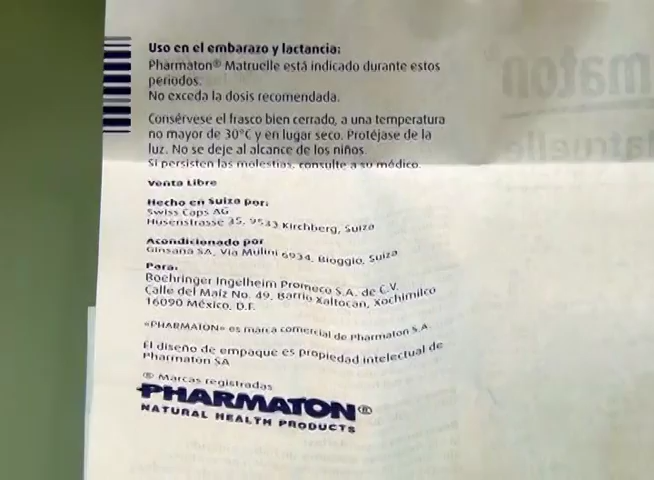 Uso en el embarazo y lactancia:
Pharmaton® Matruelle está indicado durante estos
periodos.
No exceda la dosis recomendada.
Consérvese el frasco bien cerrado, a una temperatura
no mayor de 30°C y en lugar seco. Protéjase de la
luz. No se deje al alcance de los niños.
Si persisten las molestias, consulte a su médico.
Venta Libre
Hecho en Suiza por:
Swiss Caps AG
Husenstrasse 35, 9533 Kirchberg, Suiza
Acondicionado por
Ginsana SA, Via Mulini 6934, Bioggio, Suiza
Para:
Boehringer Ingelheim Promeco S.A. de C.V.
Calle del Maíz No. 49, Barrio Xaltocan, Xochimilco
16090 México, D.F.
«PHARMATON» es marca comercial de Pharmaton S.A.
El diseño de empaque es propiedad intelectual de
Pharmaton SA
® Marcas registradas
PHARMATON®
NATURAL HEALTH PRODUCTS